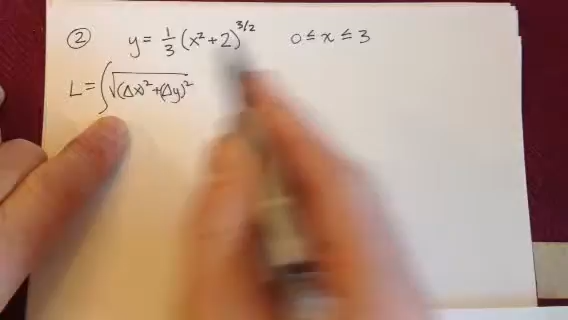 ② y = 1/3 (x² + 2)^3/2 0 ≤ x ≤ 3
L = ∫ √(Δx)² + (Δy)²